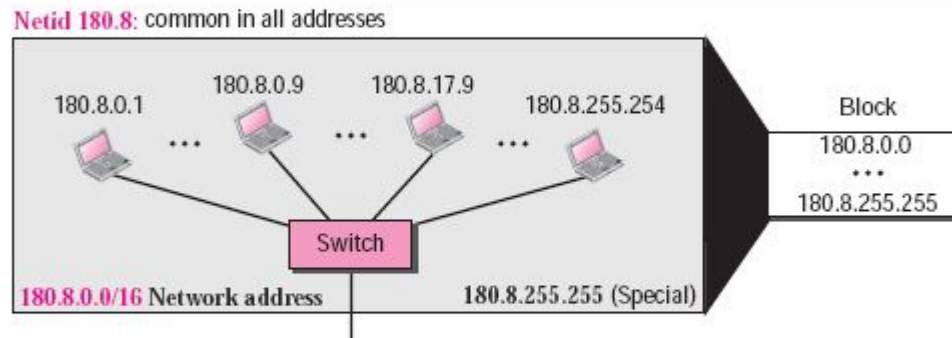 Netid 180.8: common in all addresses
180.8.0.1 ••• 180.8.0.9 ••• 180.8.17.9 ••• 180.8.255.254
Switch
180.8.0.0/16 Network address
180.8.255.255 (Special)
Block
180.8.0.0
•••
180.8.255.255